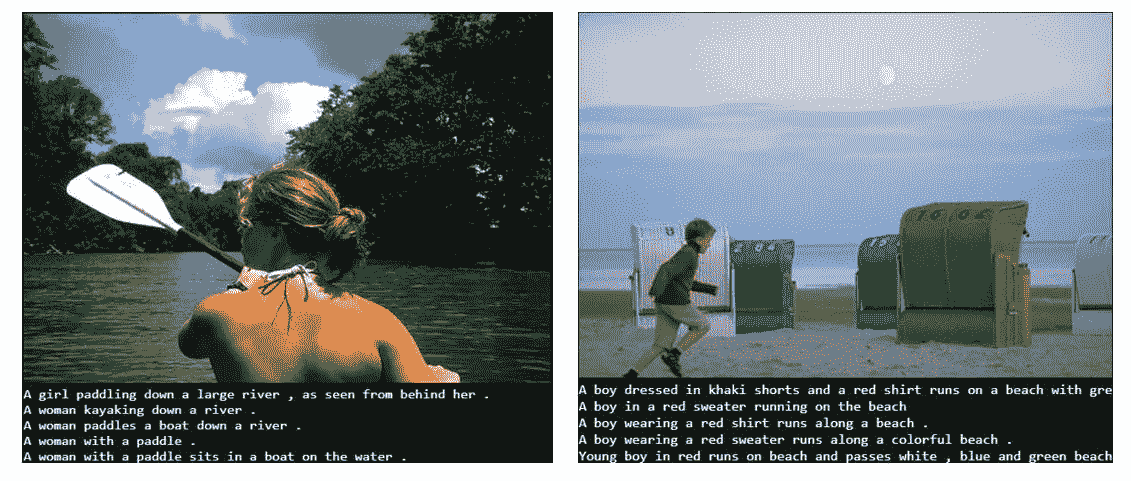 A girl paddling down a large river , as seen from behind her .
A woman kayaking down a river .
A woman paddles a boat down a river .
A woman with a paddle .
A woman with a paddle sits in a boat on the water .
A boy dressed in khaki shorts and a red shirt runs on a beach with gre
A boy in a red sweater running on the beach
A boy wearing a red shirt runs along a beach .
A boy wearing a red sweater runs along a colorful beach .
Young boy in red runs on beach and passes white , blue and green beach